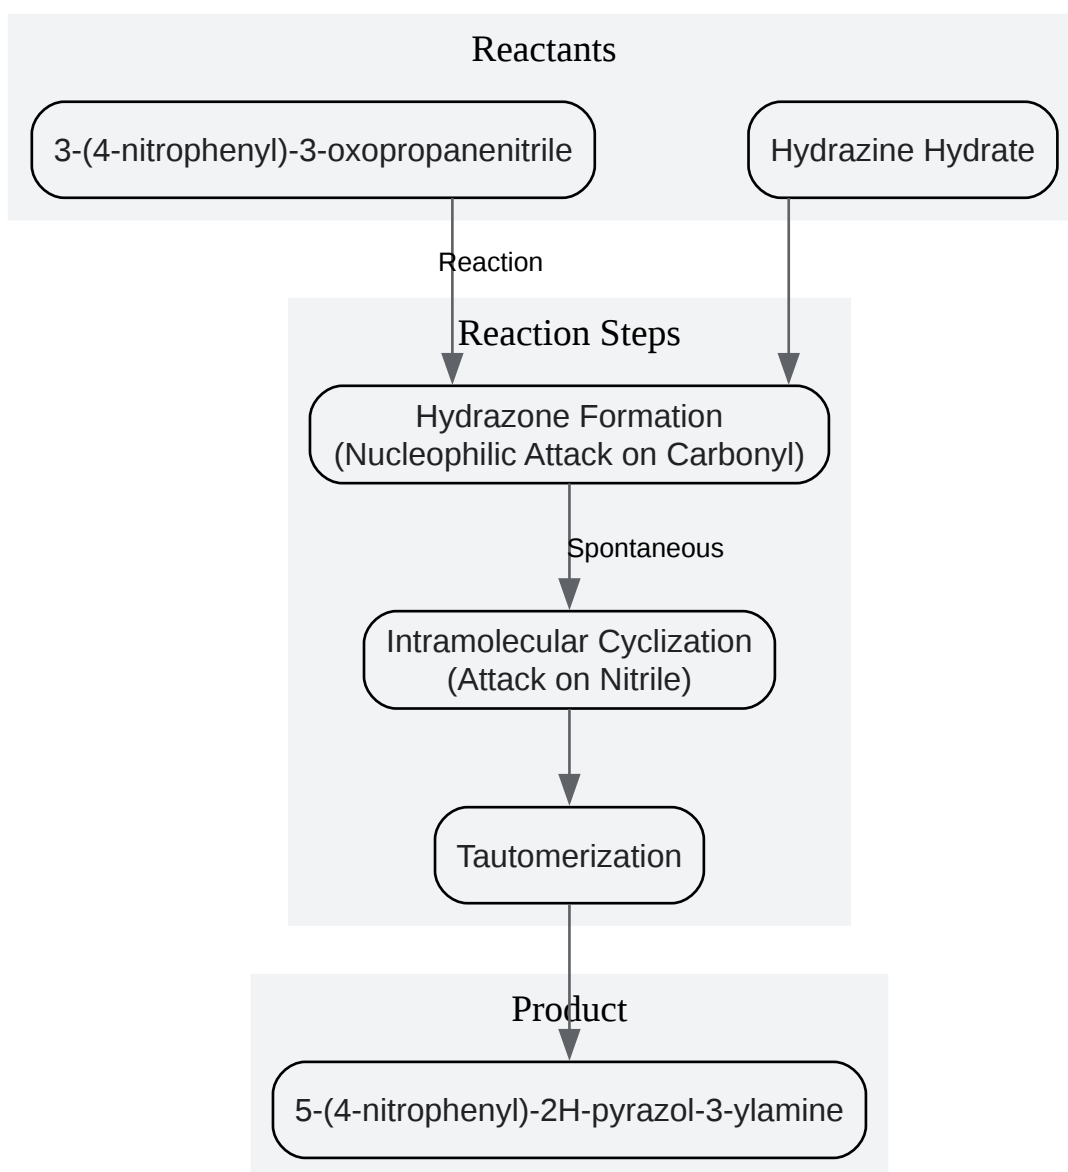 Reactants
3-(4-nitrophenyl)-3-oxopropanenitrile
Hydrazine Hydrate
Reaction
Reaction Steps
Hydrazone Formation
(Nucleophilic Attack on Carbonyl)
Spontaneous
Intramolecular Cyclization
(Attack on Nitrile)
Tautomerization
Product
5-(4-nitrophenyl)-2H-pyrazol-3-ylamine